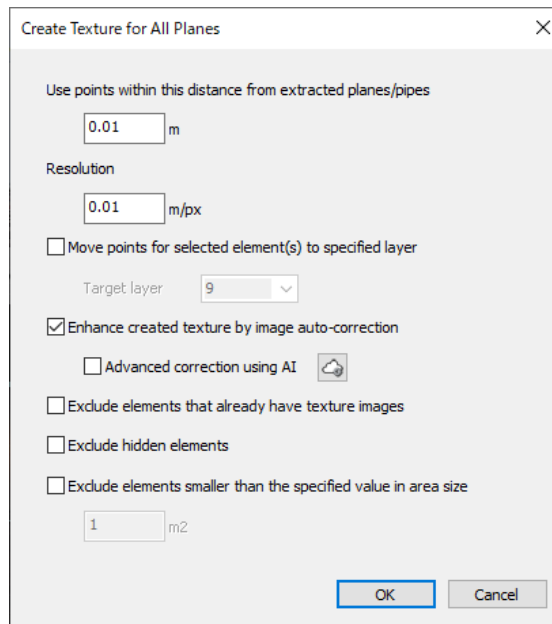 Create Texture for All Planes
Use points within this distance from extracted planes/pipes
0.01 m
Resolution
0.01 m/px
Move points for selected element(s) to specified layer
Target layer 9
Enhance created texture by image auto-correction
Advanced correction using AI
Exclude elements that already have texture images
Exclude hidden elements
Exclude elements smaller than the specified value in area size
1 m2
OK Cancel